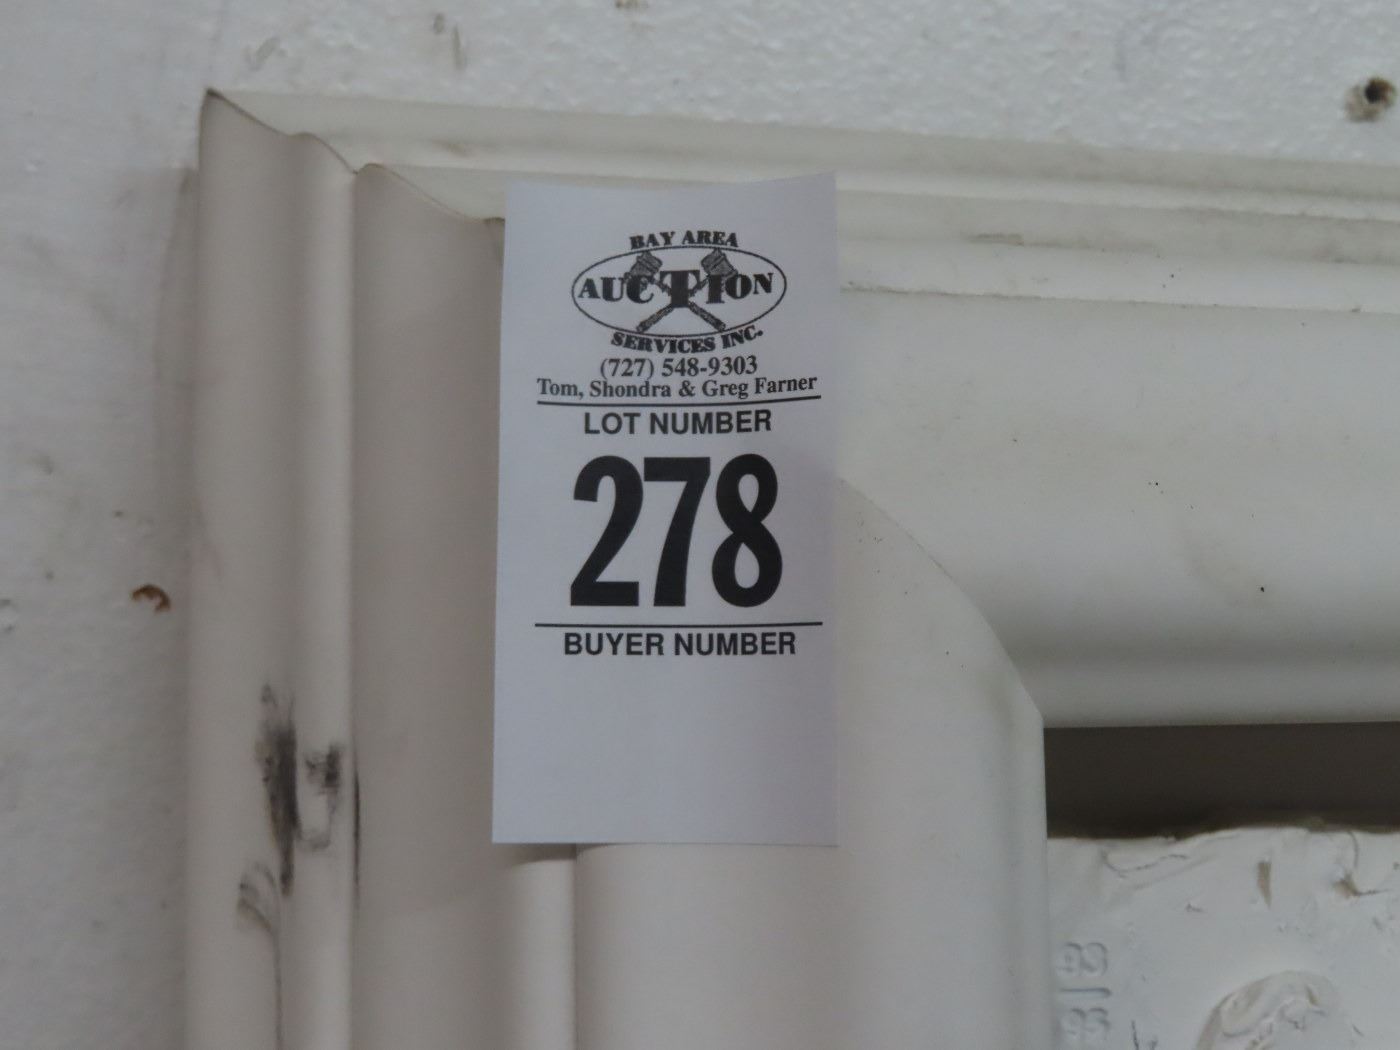 BAY AREA
AUCTION
SERVICES INC.
(727) 548-9303
Tom, Shondra & Greg Farner
LOT NUMBER
278
BUYER NUMBER